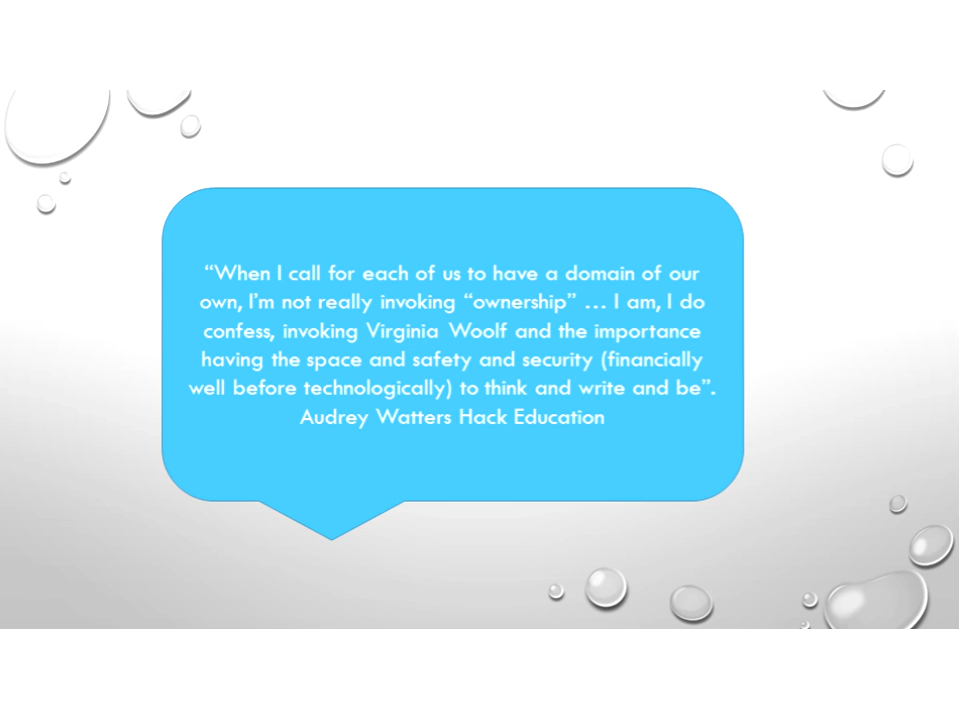 “When I call for each of us to have a domain of our
own, I’m not really invoking “ownership” … I am, I do
confess, invoking Virginia Woolf and the importance
having the space and safety and security (financially
well before technologically) to think and write and be”.
Audrey Watters Hack Education